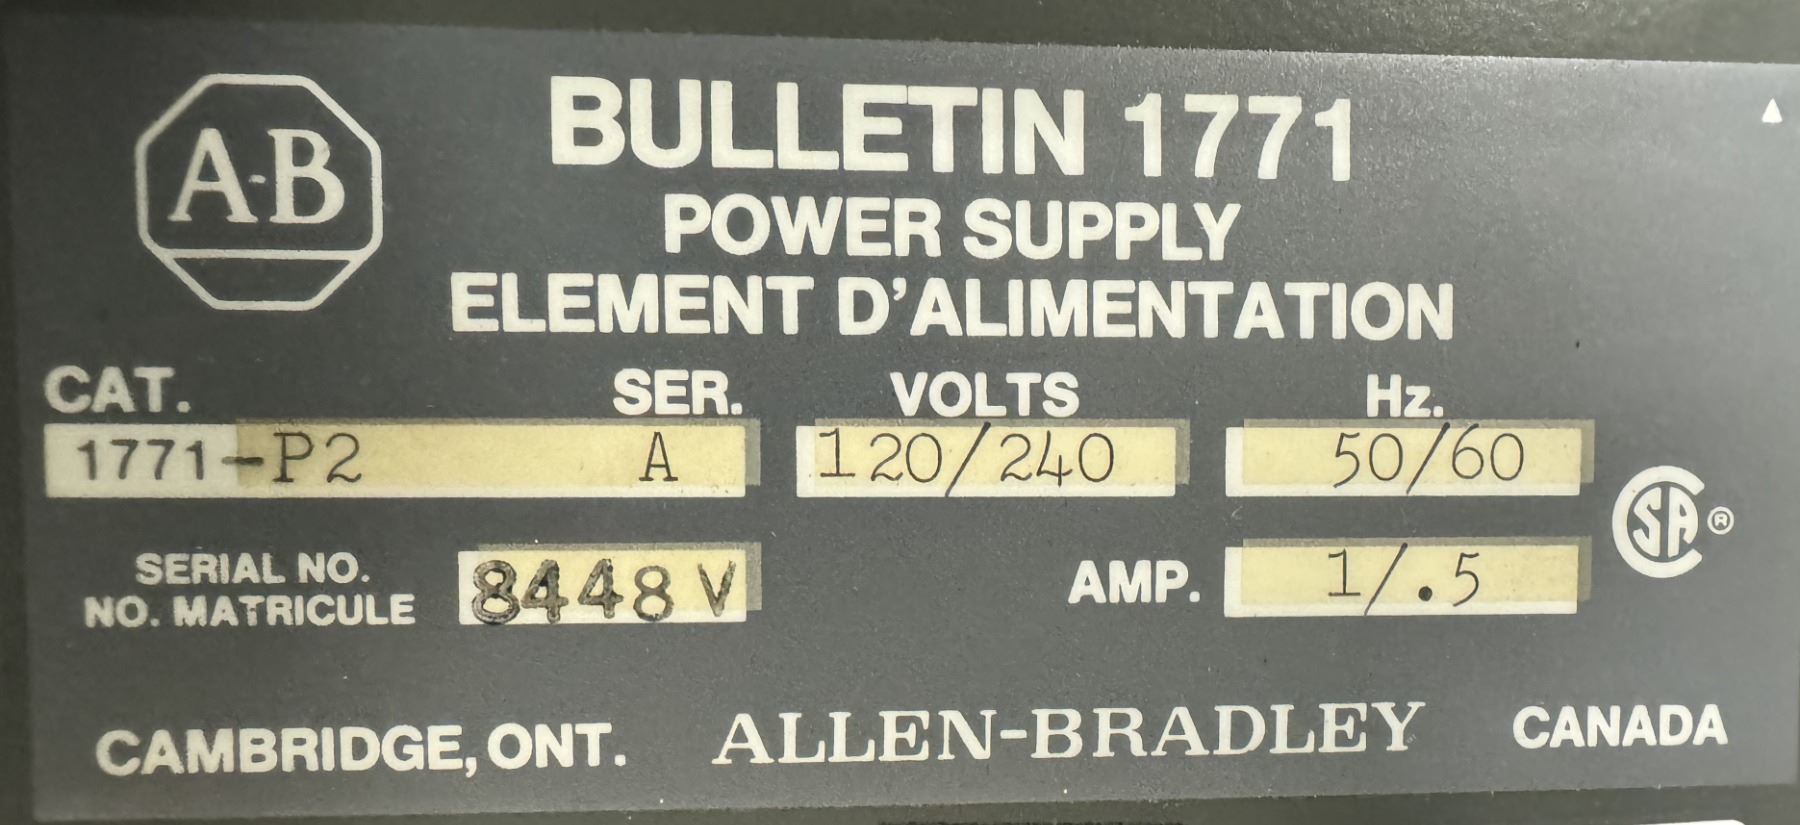 A-B
BULLETIN 1771
POWER SUPPLY
ELEMENT D'ALIMENTATION
CAT. SER. VOLTS Hz.
1771-P2 A 120/240 50/60
CSA ®
SERIAL NO.
NO. MATRICULE 8448V AMP. 1/.5
CAMBRIDGE, ONT. ALLEN-BRADLEY CANADA